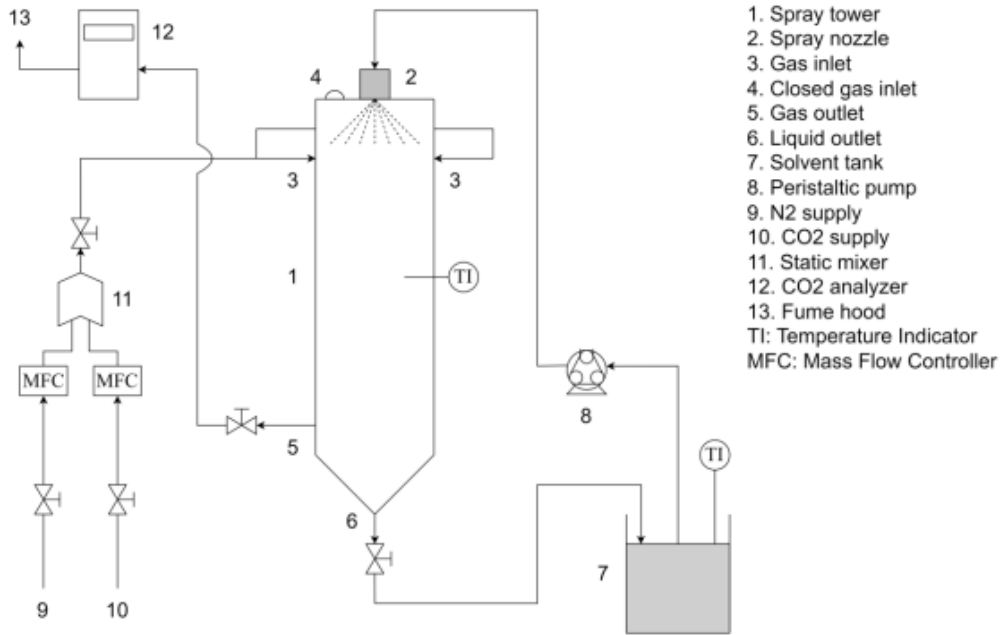 13
12
4
2
3
3
1
TI
11
MFC
MFC
8
5
TI
6
7
9
10
1. Spray tower
2. Spray nozzle
3. Gas inlet
4. Closed gas inlet
5. Gas outlet
6. Liquid outlet
7. Solvent tank
8. Peristaltic pump
9. N2 supply
10. CO2 supply
11. Static mixer
12. CO2 analyzer
13. Fume hood
TI: Temperature Indicator
MFC: Mass Flow Controller